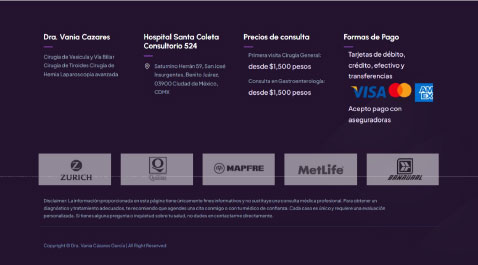 Dra. Vania Cazares
Cirugía de Vesícula y Vía Biliar
Cirugía de Tiroides Cirugía de
Hernia Laparoscopía avanzada
Hospital Santa Coleta
Consultorio 524
Saturnino Herrán 59, San José
Insurgentes, Benito Juárez,
03900 Ciudad de México,
CDMX
Precios de consulta
Primera visita Cirugía General:
desde $1,500 pesos
Consulta en Gastroenterología:
desde $1,500 pesos
Formas de Pago
Tarjetas de débito,
crédito, efectivo y
transferencias
VISA
AM
EX
Acepto pago con
aseguradoras
ZURICH
MAPFRE
MetLife
BANAMAL
Disclaimer: La información proporcionada en esta página tiene únicamente fines informativos y no sustituye una consulta médica profesional. Para obtener un
diagnóstico y tratamiento adecuados, te recomiendo que agendes una cita conmigo o con tu médico de confianza. Cada caso es único y requiere una evaluación
personalizada. Si tienes alguna pregunta o inquietud sobre tu salud, no dudes en contactarme directamente.
Copyright © Dra. Vania Cázares García | All Right Reserved